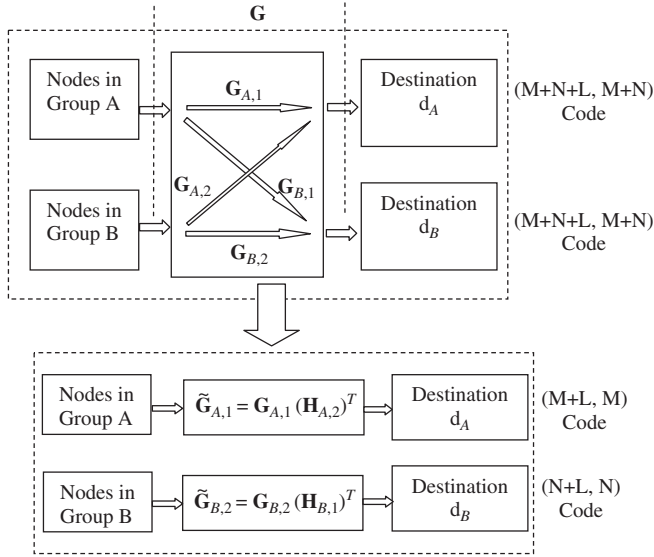 G
Nodes in
Group A
G_{A,1}
Destination
d_A
(M+N+L, M+N)
Code
G_{A,2}
G_{B,1}
Nodes in
Group B
G_{B,2}
Destination
d_B
(M+N+L, M+N)
Code
Nodes in
Group A
G̃_{A,1} = G_{A,1} (H_{A,2})^T
Destination
d_A
(M+L, M)
Code
Nodes in
Group B
G̃_{B,2} = G_{B,2} (H_{B,1})^T
Destination
d_B
(N+L, N)
Code